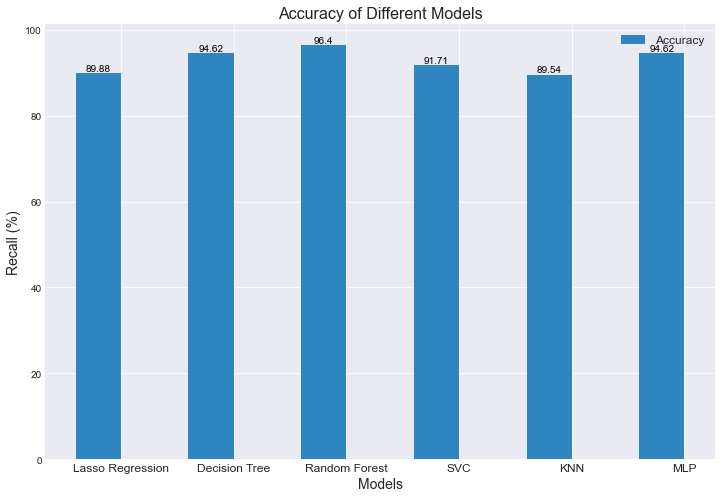 Accuracy of Different Models
Accuracy
89.88
94.62
96.4
91.71
89.54
94.62
Recall (%)
100
80
60
40
20
0
Lasso Regression
Decision Tree
Random Forest
SVC
KNN
MLP
Models